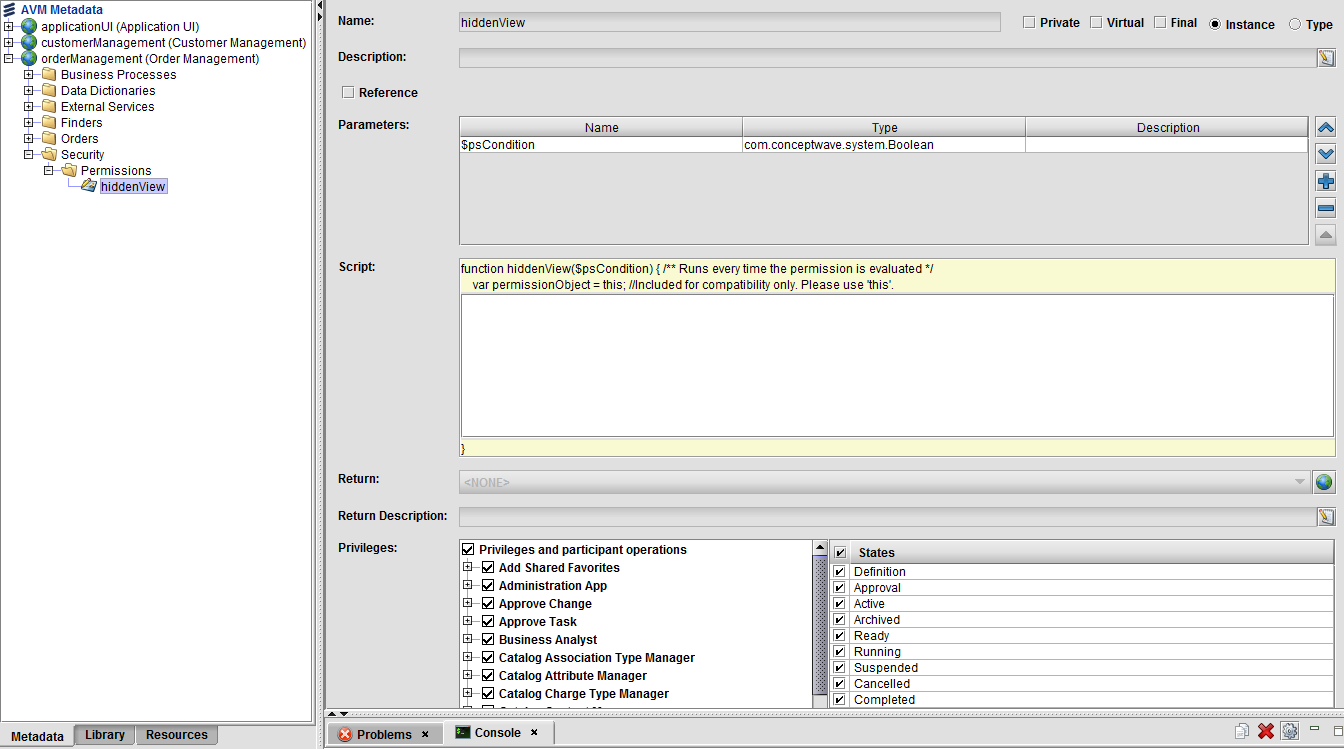 AVM Metadata
applicationUI (Application UI)
customerManagement (Customer Management)
orderManagement (Order Management)
Business Processes
Data Dictionaries
External Services
Finders
Orders
Security
Permissions
hiddenView
Metadata
Library
Resources
Name:
hiddenView
Private
Virtual
Final
Instance
Type
Description:
Reference
Parameters:
Name
Type
Description
$psCondition
com.conceptwave.system.Boolean
Script:
function hiddenView($psCondition) { /** Runs every time the permission is evaluated */
var permissionObject = this; //Included for compatibility only. Please use 'this'.
}
Return:
<NONE>
Return Description:
Privileges:
Privileges and participant operations
Add Shared Favorites
Administration App
Approve Change
Approve Task
Business Analyst
Catalog Association Type Manager
Catalog Attribute Manager
Catalog Charge Type Manager
States
Definition
Approval
Active
Archived
Ready
Running
Suspended
Cancelled
Completed
Problems
Console